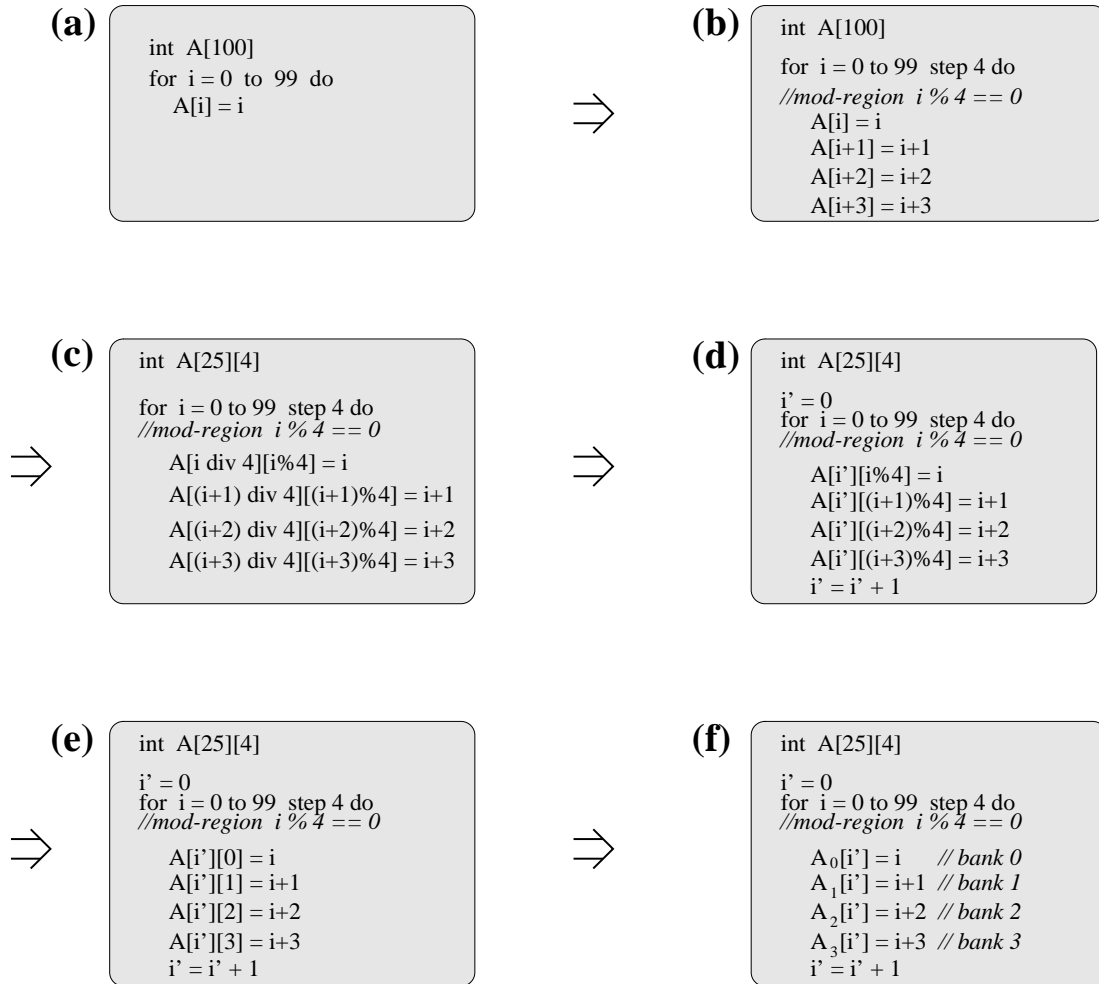 (a)
int A[100]
for i = 0 to 99 do
A[i] = i
(b)
int A[100]
for i = 0 to 99 step 4 do
//mod-region i % 4 == 0
A[i] = i
A[i+1] = i+1
A[i+2] = i+2
A[i+3] = i+3
(c)
int A[25][4]
for i = 0 to 99 step 4 do
//mod-region i % 4 == 0
A[i div 4][i%4] = i
A[(i+1) div 4][(i+1)%4] = i+1
A[(i+2) div 4][(i+2)%4] = i+2
A[(i+3) div 4][(i+3)%4] = i+3
(d)
int A[25][4]
i’ = 0
for i = 0 to 99 step 4 do
//mod-region i % 4 == 0
A[i’][i%4] = i
A[i’][(i+1)%4] = i+1
A[i’][(i+2)%4] = i+2
A[i’][(i+3)%4] = i+3
i’ = i’ + 1
(e)
int A[25][4]
i’ = 0
for i = 0 to 99 step 4 do
//mod-region i % 4 == 0
A[i’][0] = i
A[i’][1] = i+1
A[i’][2] = i+2
A[i’][3] = i+3
i’ = i’ + 1
(f)
int A[25][4]
i’ = 0
for i = 0 to 99 step 4 do
//mod-region i % 4 == 0
A₀[i’] = i // bank 0
A₁[i’] = i+1 // bank 1
A₂[i’] = i+2 // bank 2
A₃[i’] = i+3 // bank 3
i’ = i’ + 1